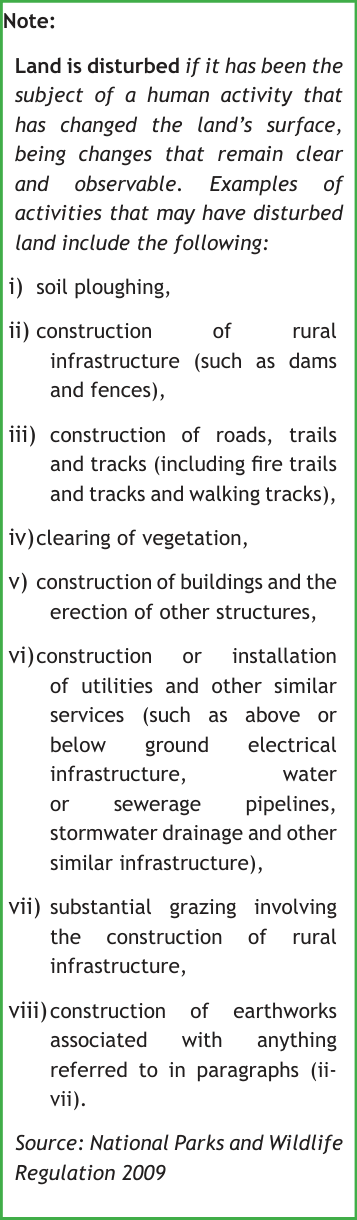 Note:
Land is disturbed if it has been the
subject of a human activity that
has changed the land’s surface,
being changes that remain clear
and observable. Examples of
activities that may have disturbed
land include the following:
i) soil ploughing,
ii) construction of rural
infrastructure (such as dams
and fences),
iii) construction of roads, trails
and tracks (including fire trails
and tracks and walking tracks),
iv) clearing of vegetation,
v) construction of buildings and the
erection of other structures,
vi) construction or installation
of utilities and other similar
services (such as above or
below ground electrical
infrastructure, water
or sewerage pipelines,
stormwater drainage and other
similar infrastructure),
vii) substantial grazing involving
the construction of rural
infrastructure,
viii) construction of earthworks
associated with anything
referred to in paragraphs (ii-
vii).
Source: National Parks and Wildlife
Regulation 2009